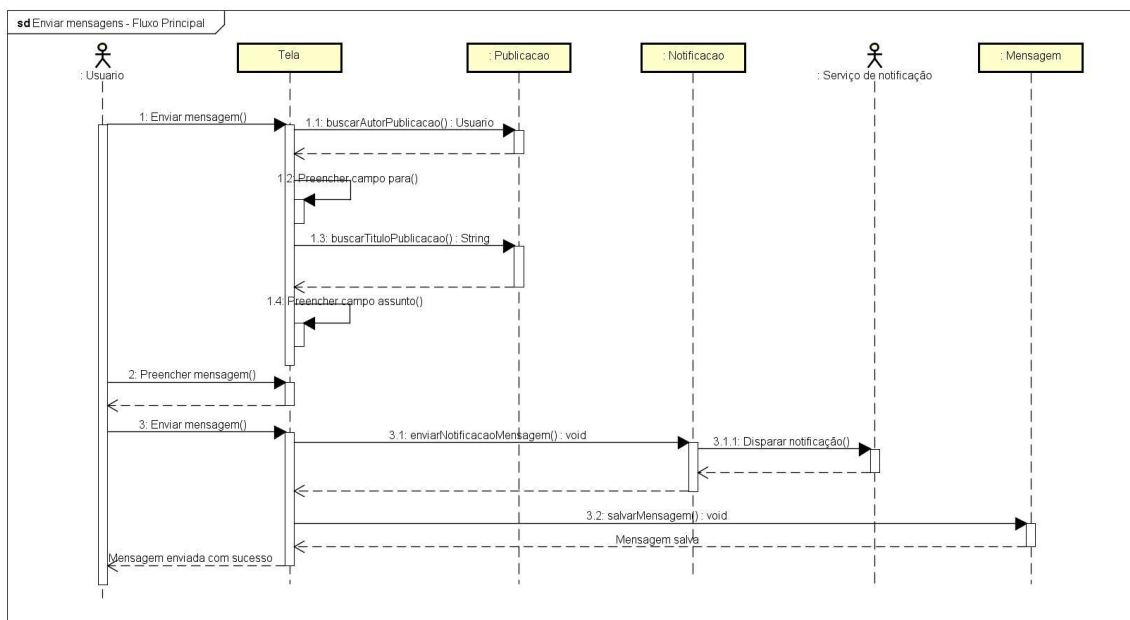 sd Enviar mensagens - Fluxo Principal
: Usuario
Tela
: Publicacao
: Notificacao
: Serviço de notificação
: Mensagem
1: Enviar mensagem()
1.1: buscarAutorPublicacao() : Usuario
1.2: Preencher campo para()
1.3: buscarTituloPublicacao() : String
1.4: Preencher campo assunto()
2: Preencher mensagem()
3: Enviar mensagem()
3.1: enviarNotificacaoMensagem() : void
3.1.1: Disparar notificação()
3.2: salvarMensagem() : void
Mensagem salva
Mensagem enviada com sucesso